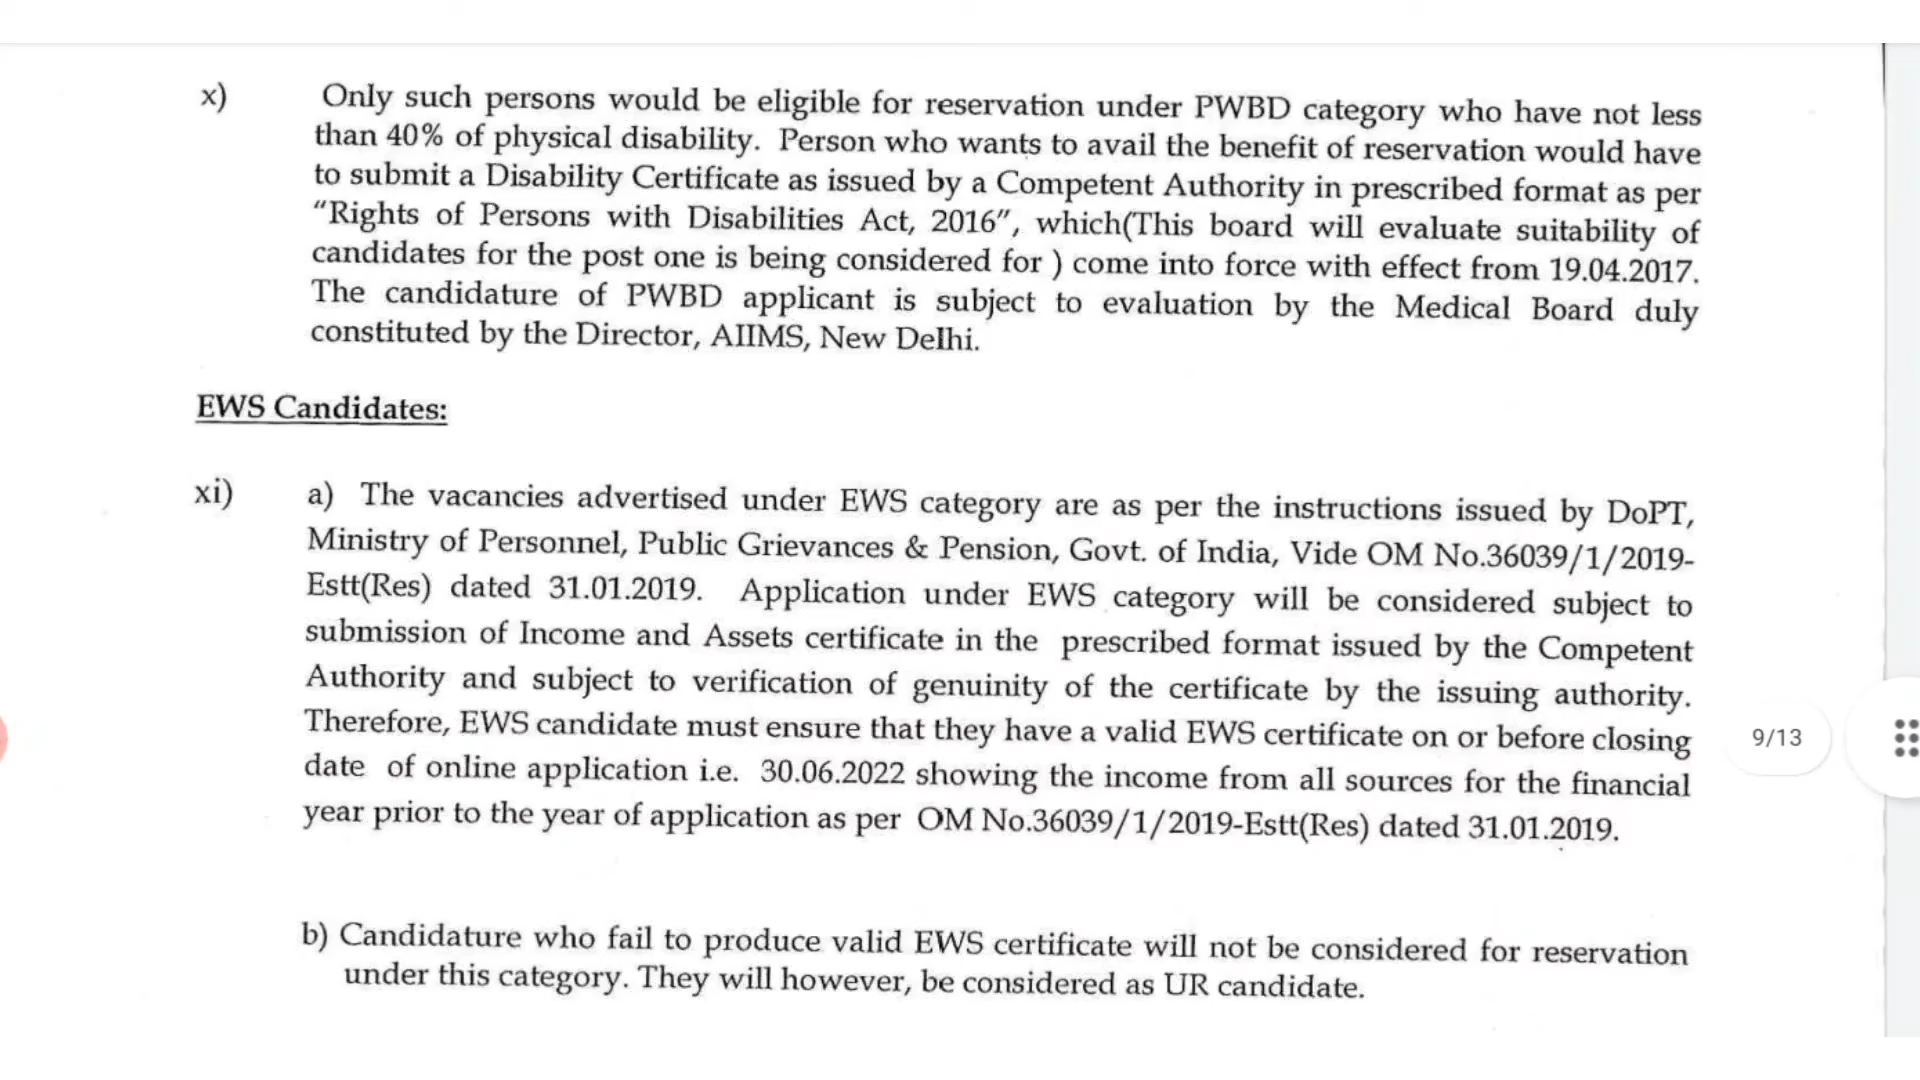 x) Only such persons would be eligible for reservation under PWBD category who have not less
than 40% of physical disability. Person who wants to avail the benefit of reservation would have
to submit a Disability Certificate as issued by a Competent Authority in prescribed format as per
“Rights of Persons with Disabilities Act, 2016”, which(This board will evaluate suitability of
candidates for the post one is being considered for ) come into force with effect from 19.04.2017.
The candidature of PWBD applicant is subject to evaluation by the Medical Board duly
constituted by the Director, AIIMS, New Delhi.
EWS Candidates:
xi) a) The vacancies advertised under EWS category are as per the instructions issued by DoPT,
Ministry of Personnel, Public Grievances & Pension, Govt. of India, Vide OM No.36039/1/2019-
Estt(Res) dated 31.01.2019. Application under EWS category will be considered subject to
submission of Income and Assets certificate in the prescribed format issued by the Competent
Authority and subject to verification of genuinity of the certificate by the issuing authority.
Therefore, EWS candidate must ensure that they have a valid EWS certificate on or before closing
date of online application i.e. 30.06.2022 showing the income from all sources for the financial
year prior to the year of application as per OM No.36039/1/2019-Estt(Res) dated 31.01.2019.
9/13
b) Candidature who fail to produce valid EWS certificate will not be considered for reservation
under this category. They will however, be considered as UR candidate.